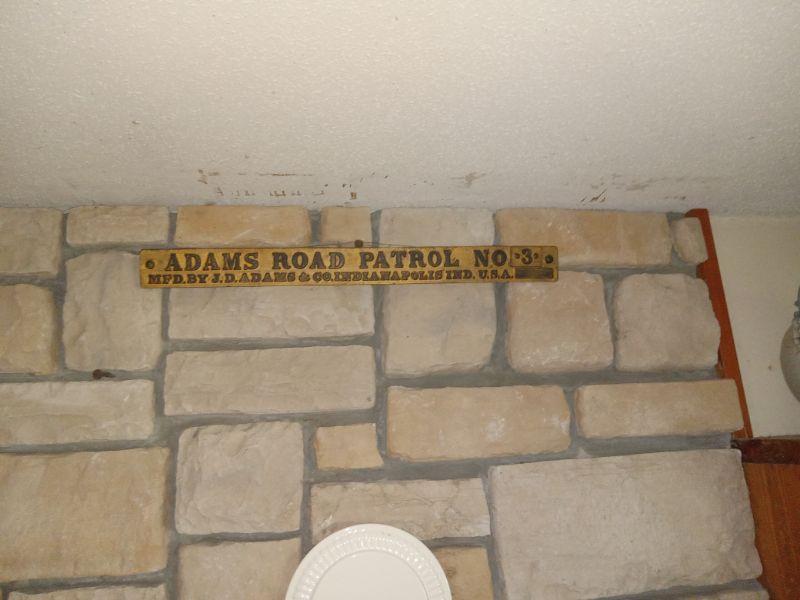 ADAMS ROAD PATROL NO. 3
MFD. BY J.D. ADAMS & CO. INDIANAPOLIS IND. U.S.A.